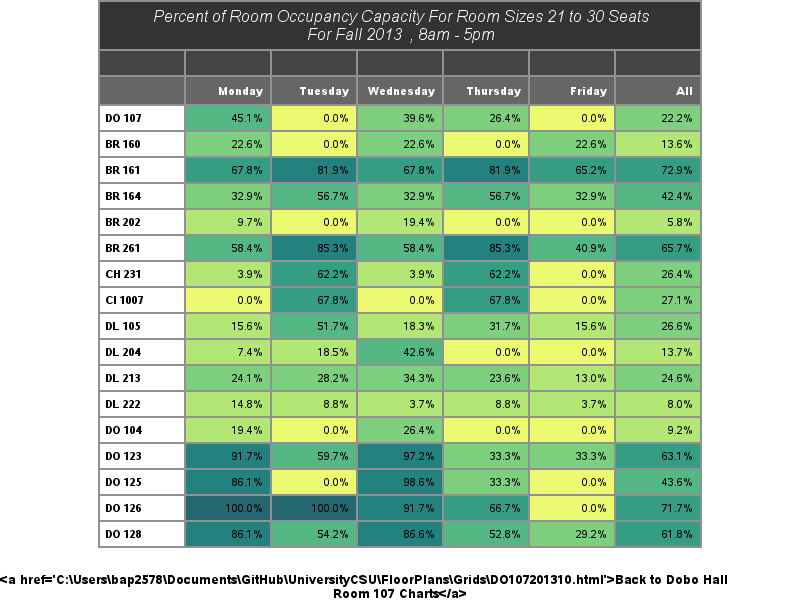 Percent of Room Occupancy Capacity For Room Sizes 21 to 30 Seats
For Fall 2013 , 8am - 5pm
Monday Tuesday Wednesday Thursday Friday All
DO 107 45.1% 0.0% 39.6% 26.4% 0.0% 22.2%
BR 160 22.6% 0.0% 22.6% 0.0% 22.6% 13.6%
BR 161 67.8% 81.9% 67.8% 81.9% 65.2% 72.9%
BR 164 32.9% 56.7% 32.9% 56.7% 32.9% 42.4%
BR 202 9.7% 0.0% 19.4% 0.0% 0.0% 5.8%
BR 261 58.4% 85.3% 58.4% 85.3% 40.9% 65.7%
CH 231 3.9% 62.2% 3.9% 62.2% 0.0% 26.4%
CI 1007 0.0% 67.8% 0.0% 67.8% 0.0% 27.1%
DL 105 15.6% 51.7% 18.3% 31.7% 15.6% 26.6%
DL 204 7.4% 18.5% 42.6% 0.0% 0.0% 13.7%
DL 213 24.1% 28.2% 34.3% 23.6% 13.0% 24.6%
DL 222 14.8% 8.8% 3.7% 8.8% 3.7% 8.0%
DO 104 19.4% 0.0% 26.4% 0.0% 0.0% 9.2%
DO 123 91.7% 59.7% 97.2% 33.3% 33.3% 63.1%
DO 125 86.1% 0.0% 98.6% 33.3% 0.0% 43.6%
DO 126 100.0% 100.0% 91.7% 66.7% 0.0% 71.7%
DO 128 86.1% 54.2% 86.6% 52.8% 29.2% 61.8%
<a href='C:\Users\bap2578\Documents\GitHub\UniversityCSU\FloorPlans\Grids\DO107201310.html'>Back to Dobo Hall
Room 107 Charts</a>